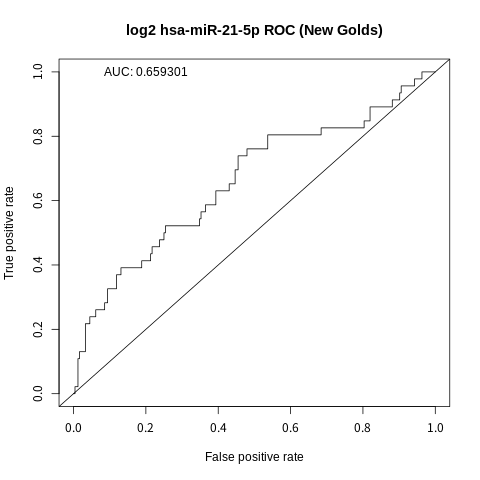 log2 hsa-miR-21-5p ROC (New Golds)
AUC: 0.659301
1.0
0.8
0.6
0.4
0.2
0.0
True positive rate
0.0 0.2 0.4 0.6 0.8 1.0
False positive rate